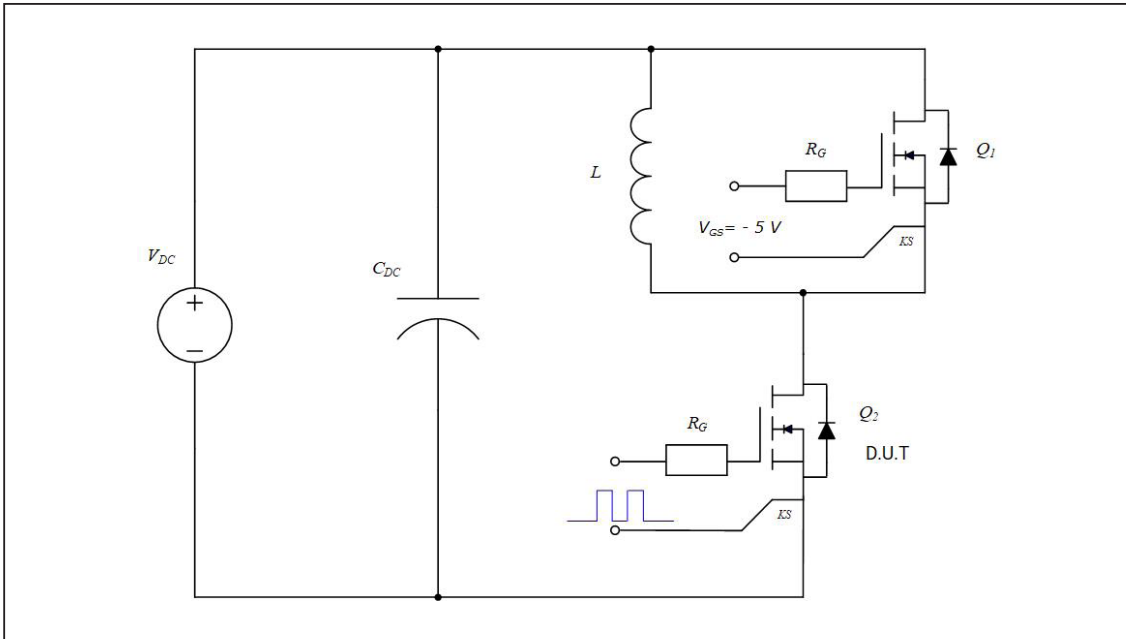 R_G
Q_1
L
V_GS= - 5 V
KS
V_DC
C_DC
+
−
Q_2
R_G
D.U.T
KS